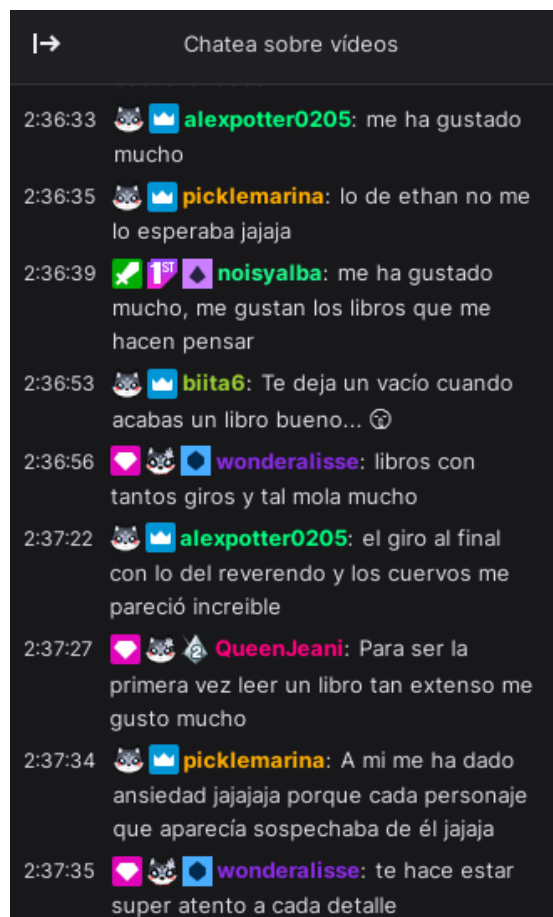 Chatea sobre vídeos
2:36:33 alexpotter0205: me ha gustado
mucho
2:36:35 picklemarina: lo de ethan no me
lo esperaba jajaja
2:36:39 1ST noisyalba: me ha gustado
mucho, me gustan los libros que me
hacen pensar
2:36:53 biita6: Te deja un vacío cuando
acabas un libro bueno...
2:36:56 wonderalisse: libros con
tantos giros y tal mola mucho
2:37:22 alexpotter0205: el giro al final
con lo del reverendo y los cuervos me
pareció increible
2:37:27 2 QueenJeani: Para ser la
primera vez leer un libro tan extenso me
gusto mucho
2:37:34 picklemarina: A mi me ha dado
ansiedad jajajaja porque cada personaje
que aparecía sospechaba de él jajaja
2:37:35 wonderalisse: te hace estar
super atento a cada detalle